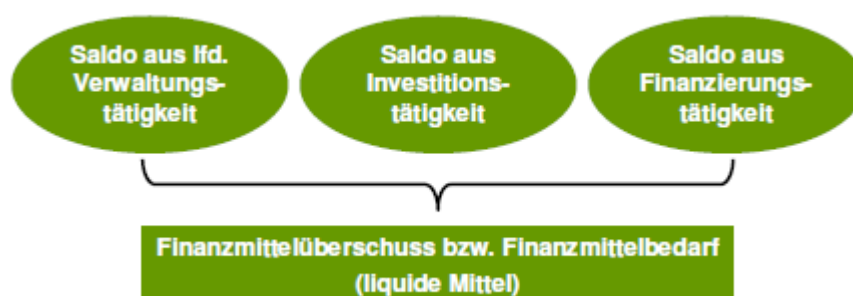 Saldo aus lfd.
Verwaltungs-
tätigkeit
Saldo aus
Investitions-
tätigkeit
Saldo aus
Finanzierungs-
tätigkeit
Finanzmittelüberschuss bzw. Finanzmittelbedarf
(liquide Mittel)